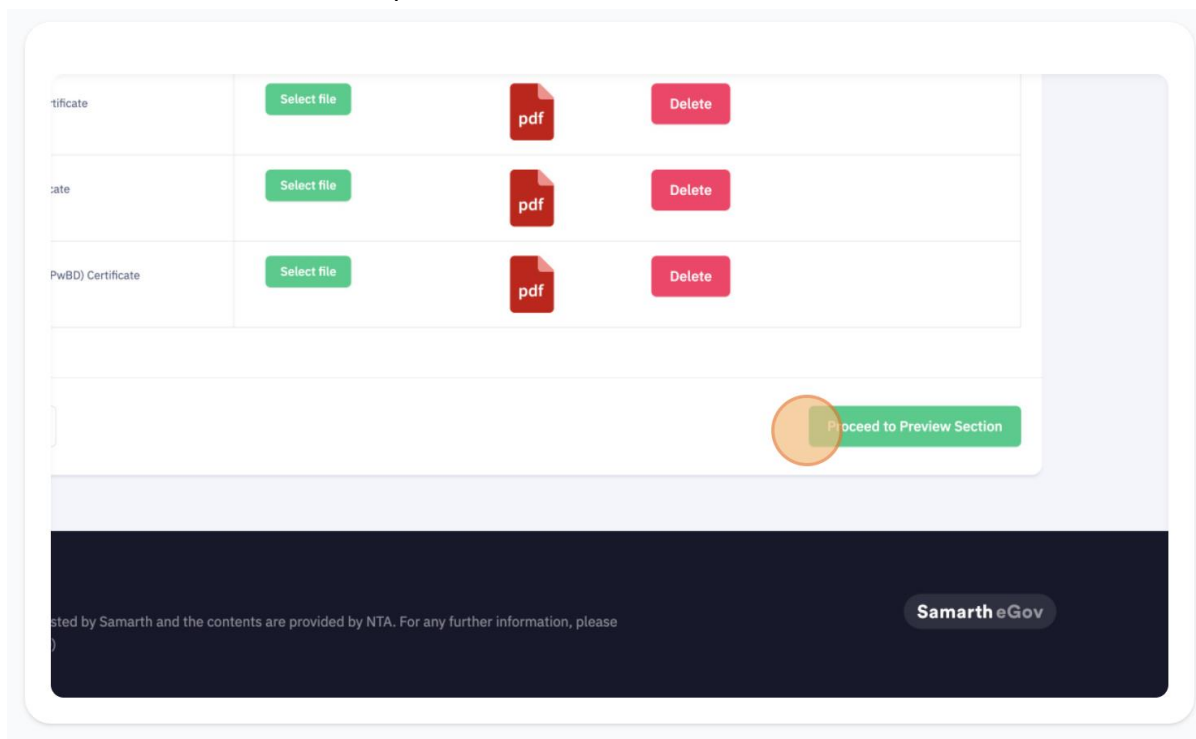 tificate Select file pdf Delete
cate Select file pdf Delete
PwBD) Certificate Select file pdf Delete
Proceed to Preview Section
Samarth eGov
sted by Samarth and the contents are provided by NTA. For any further information, please
)